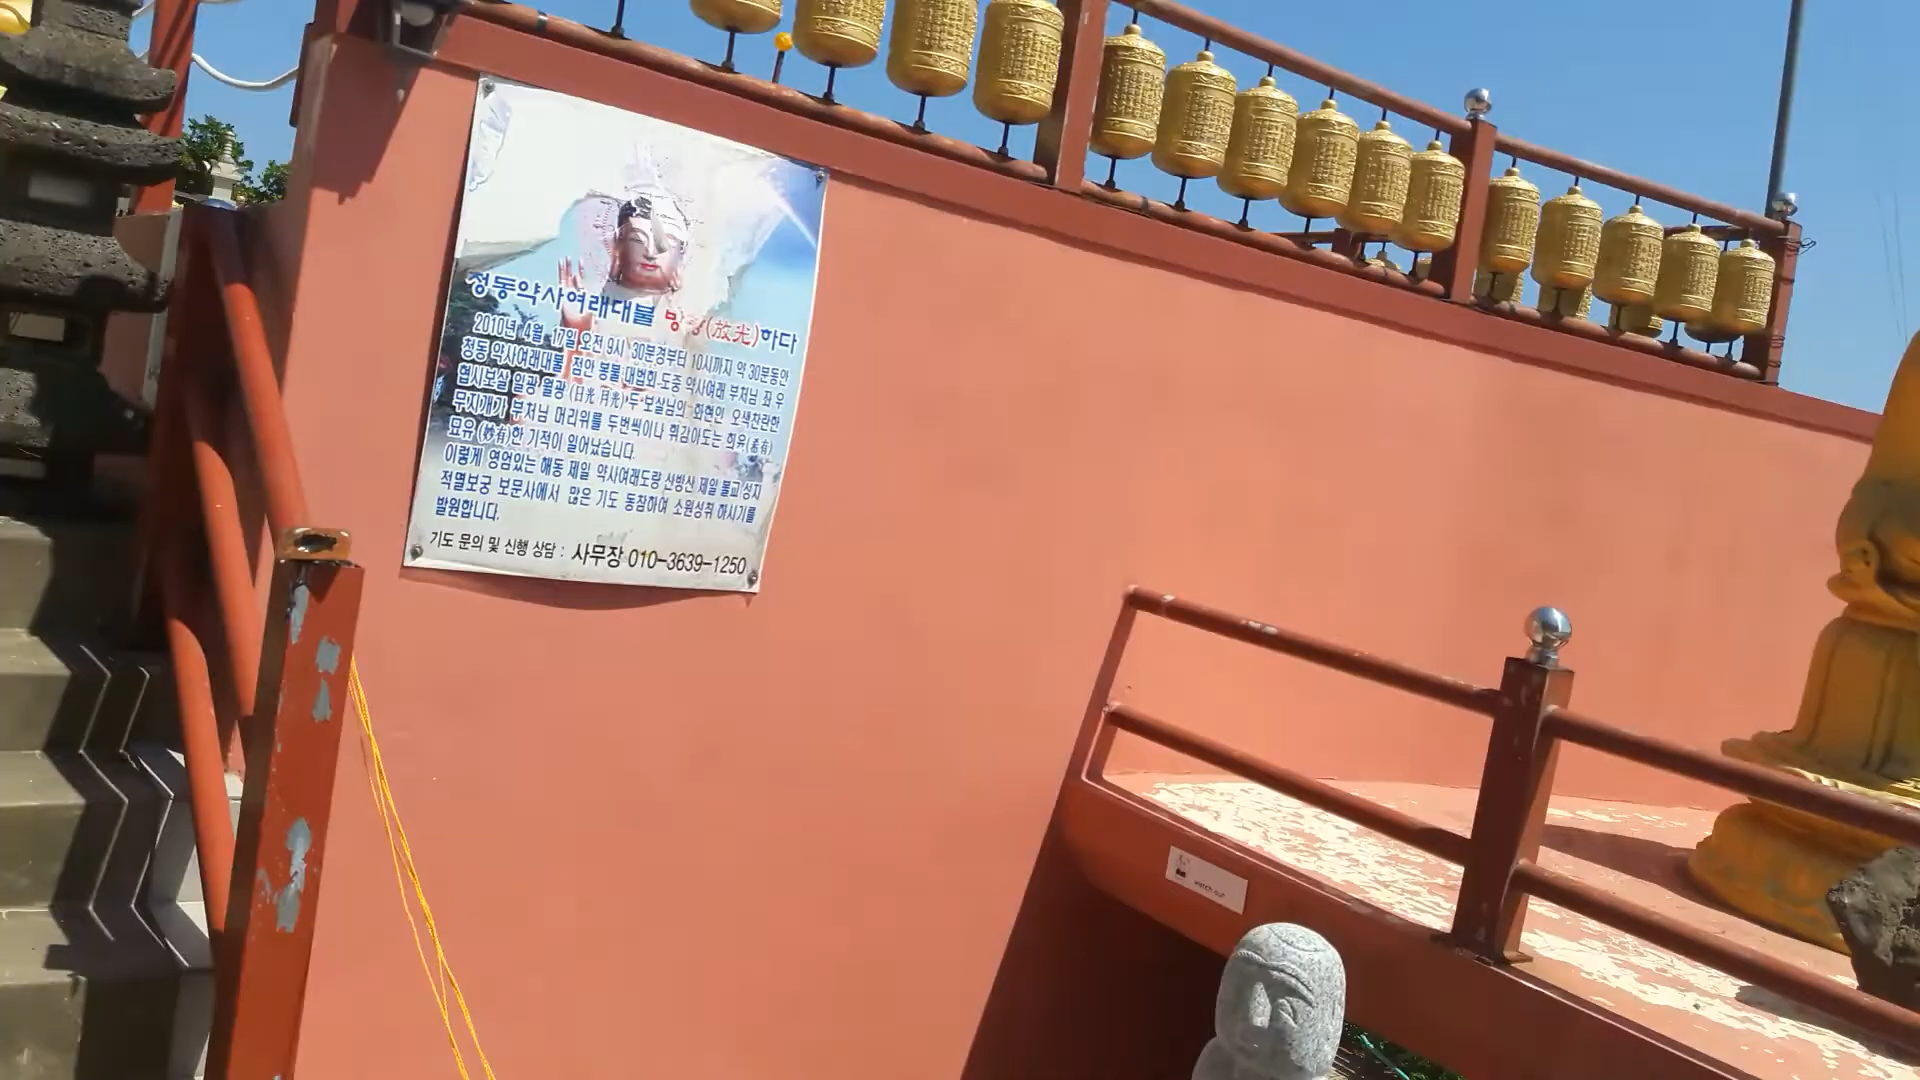 청동약사여래대불 방광(放光)하다
2010년 4월 17일 오전 9시 30분경부터 10시까지 약 30분동안
청동 약사여래대불 점안 봉불 대법회 도중 약사여래 부처님 좌우
협시보살 일광 월광 (日光 月光) 두 보살님의 화현인 오색찬란한
무지개가 부처님 머리위를 두번씩이나 휘감아도는 희유(希有)
묘유 (妙有)한 기적이 일어났습니다.
이렇게 영험있는 해동 제일 약사여래도량 산방산 제일 불교 성지
적멸보궁 보문사에서 많은 기도 동참하여 소원성취 하시기를
발원합니다.
기도 문의 및 신행 상담 : 사무장 010-3639-1250
watch out